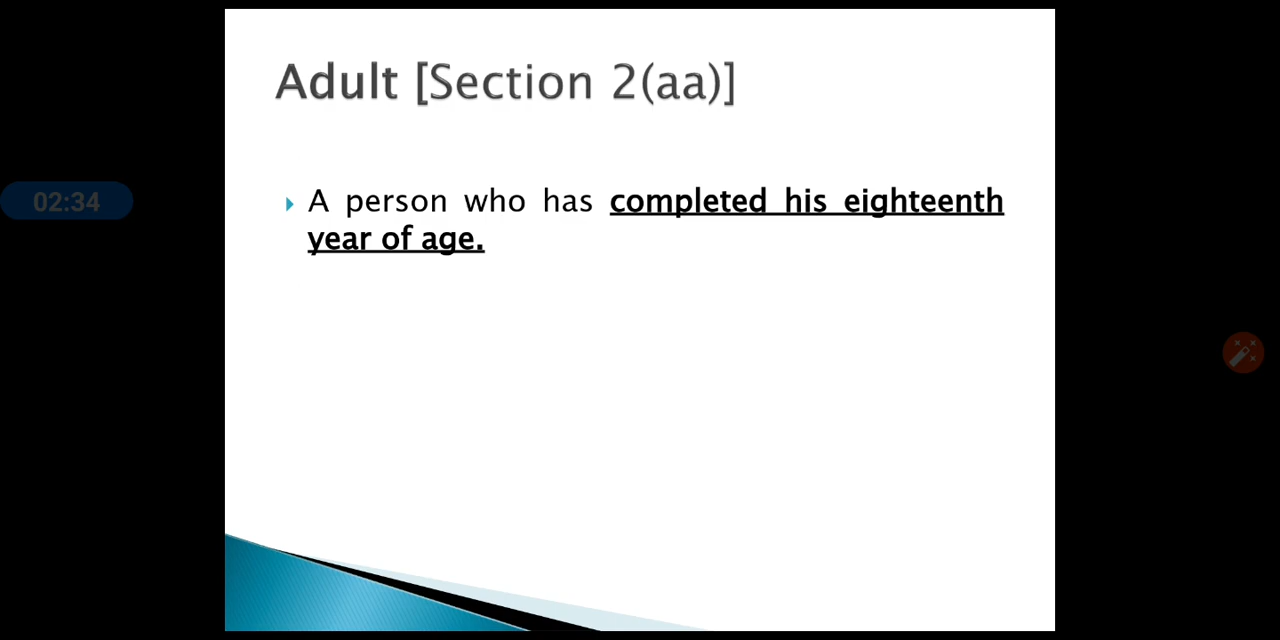 Adult [Section 2(aa)]
02:34
A person who has completed his eighteenth
year of age.